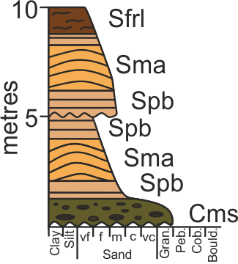 10
Sfrl
Sma
Spb
5
Spb
Sma
Spb
Cms
metres
Clay
Silt
vf
f
m
c
vc
Gran.
Peb.
Cob.
Bould.
Sand